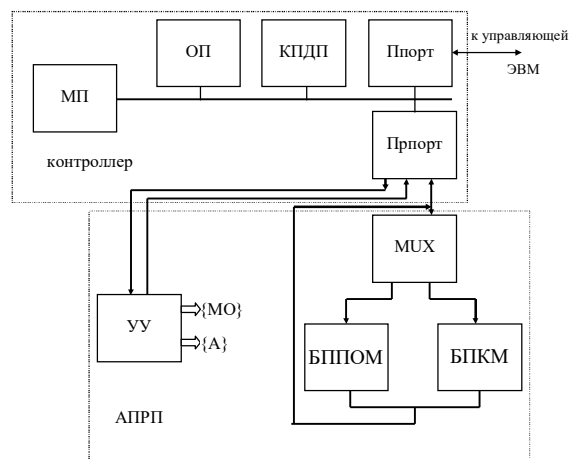 к управляющей
ОП
КПДП
Ппорт
ЭВМ
МП
Прпорт
контроллер
MUX
УУ
{МО}
{А}
БППОМ
БПКМ
АПРП